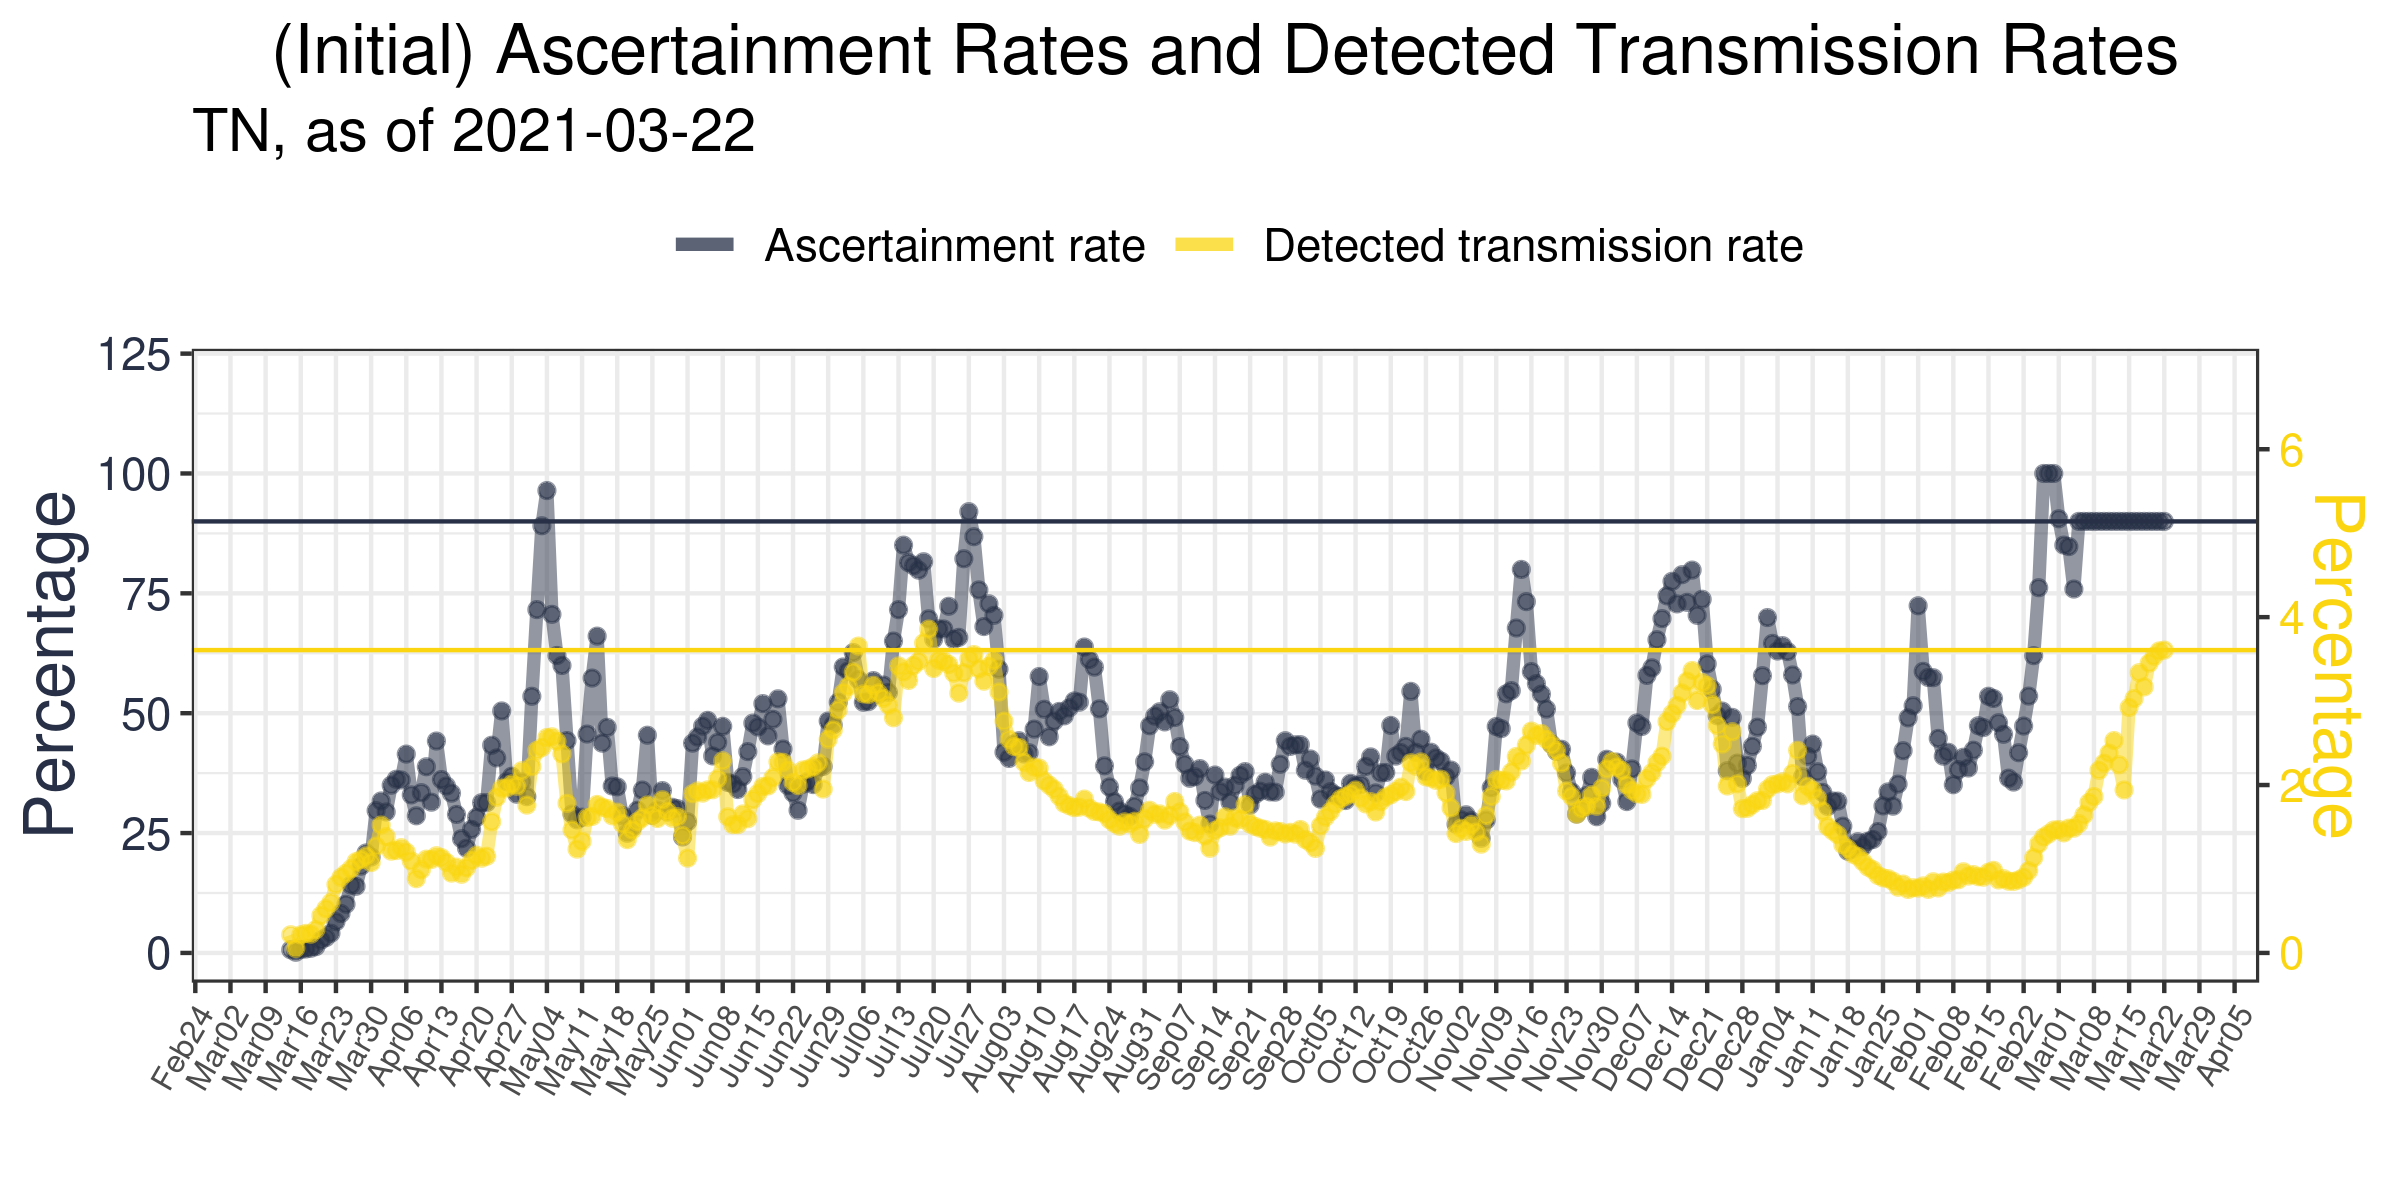 (Initial) Ascertainment Rates and Detected Transmission Rates
TN, as of 2021-03-22
Ascertainment rate Detected transmission rate
Percentage
125
100
75
50
25
0
6
4
2
0
Percentage
Feb24 Mar02 Mar09 Mar16 Mar23 Mar30 Apr06 Apr13 Apr20 Apr27 May04 May11 May18 May25 Jun01 Jun08 Jun15 Jun22 Jun29 Jul06 Jul13 Jul20 Jul27 Aug03 Aug10 Aug17 Aug24 Aug31 Sep07 Sep14 Sep21 Sep28 Oct05 Oct12 Oct19 Oct26 Nov02 Nov09 Nov16 Nov23 Nov30 Dec07 Dec14 Dec21 Dec28 Jan04 Jan11 Jan18 Jan25 Feb01 Feb08 Feb15 Feb22 Mar01 Mar08 Mar15 Mar22 Mar29 Apr05